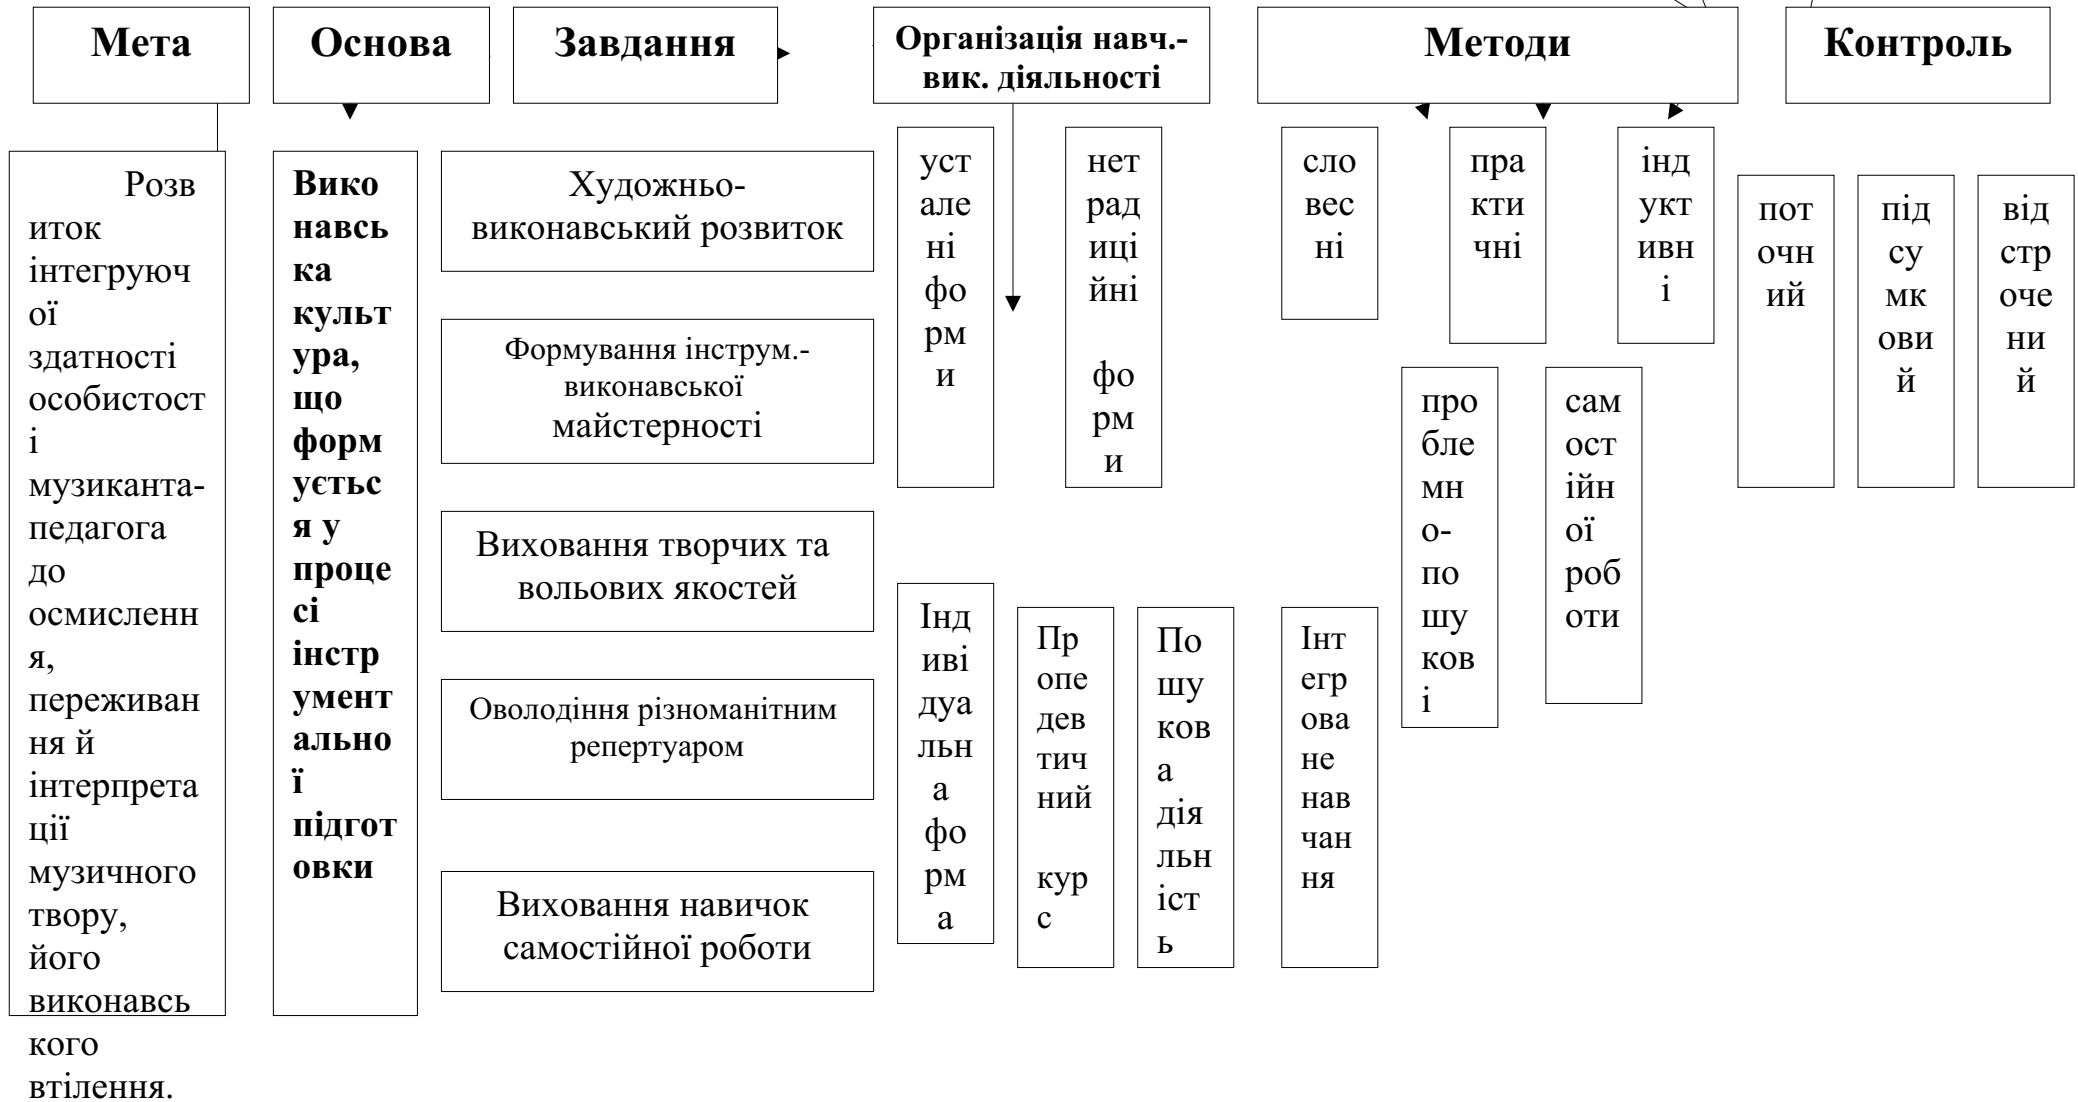 Мета
Основа
Завдання
Організація навч.-
вик. діяльності
Методи
Контроль
Розв
иток
інтегруюч
ої
здатності
особистост
і
музиканта-
педагога
до
осмисленн
я,
переживан
ня й
інтерпрета
ції
музичного
твору,
його
виконавсь
кого
втілення.
Вико
навсь
ка
культ
ура,
що
форм
уєтьс
я у
проце
сі
інстр
умент
ально
ї
підгот
овки
Художньо-
виконавський розвиток
Формування інструм.-
виконавської
майстерності
Виховання творчих та
вольових якостей
Оволодіння різноманітним
репертуаром
Виховання навичок
самостійної роботи
уст
але
ні
фо
рм
и
нет
рад
иці
йні
фо
рм
и
Інд
иві
дуа
льн
а
фо
рм
а
Пр
опе
дев
тич
ний
кур
с
По
шу
ков
а
дія
льн
іст
ь
Інт
егр
ова
не
нав
чан
ня
сло
вес
ні
пра
кти
чні
інд
укт
ивн
і
про
бле
мн
о-
по
шу
ков
і
сам
ост
ійн
ої
роб
оти
пот
очн
ий
під
су
мк
ови
й
від
стр
оче
ни
й